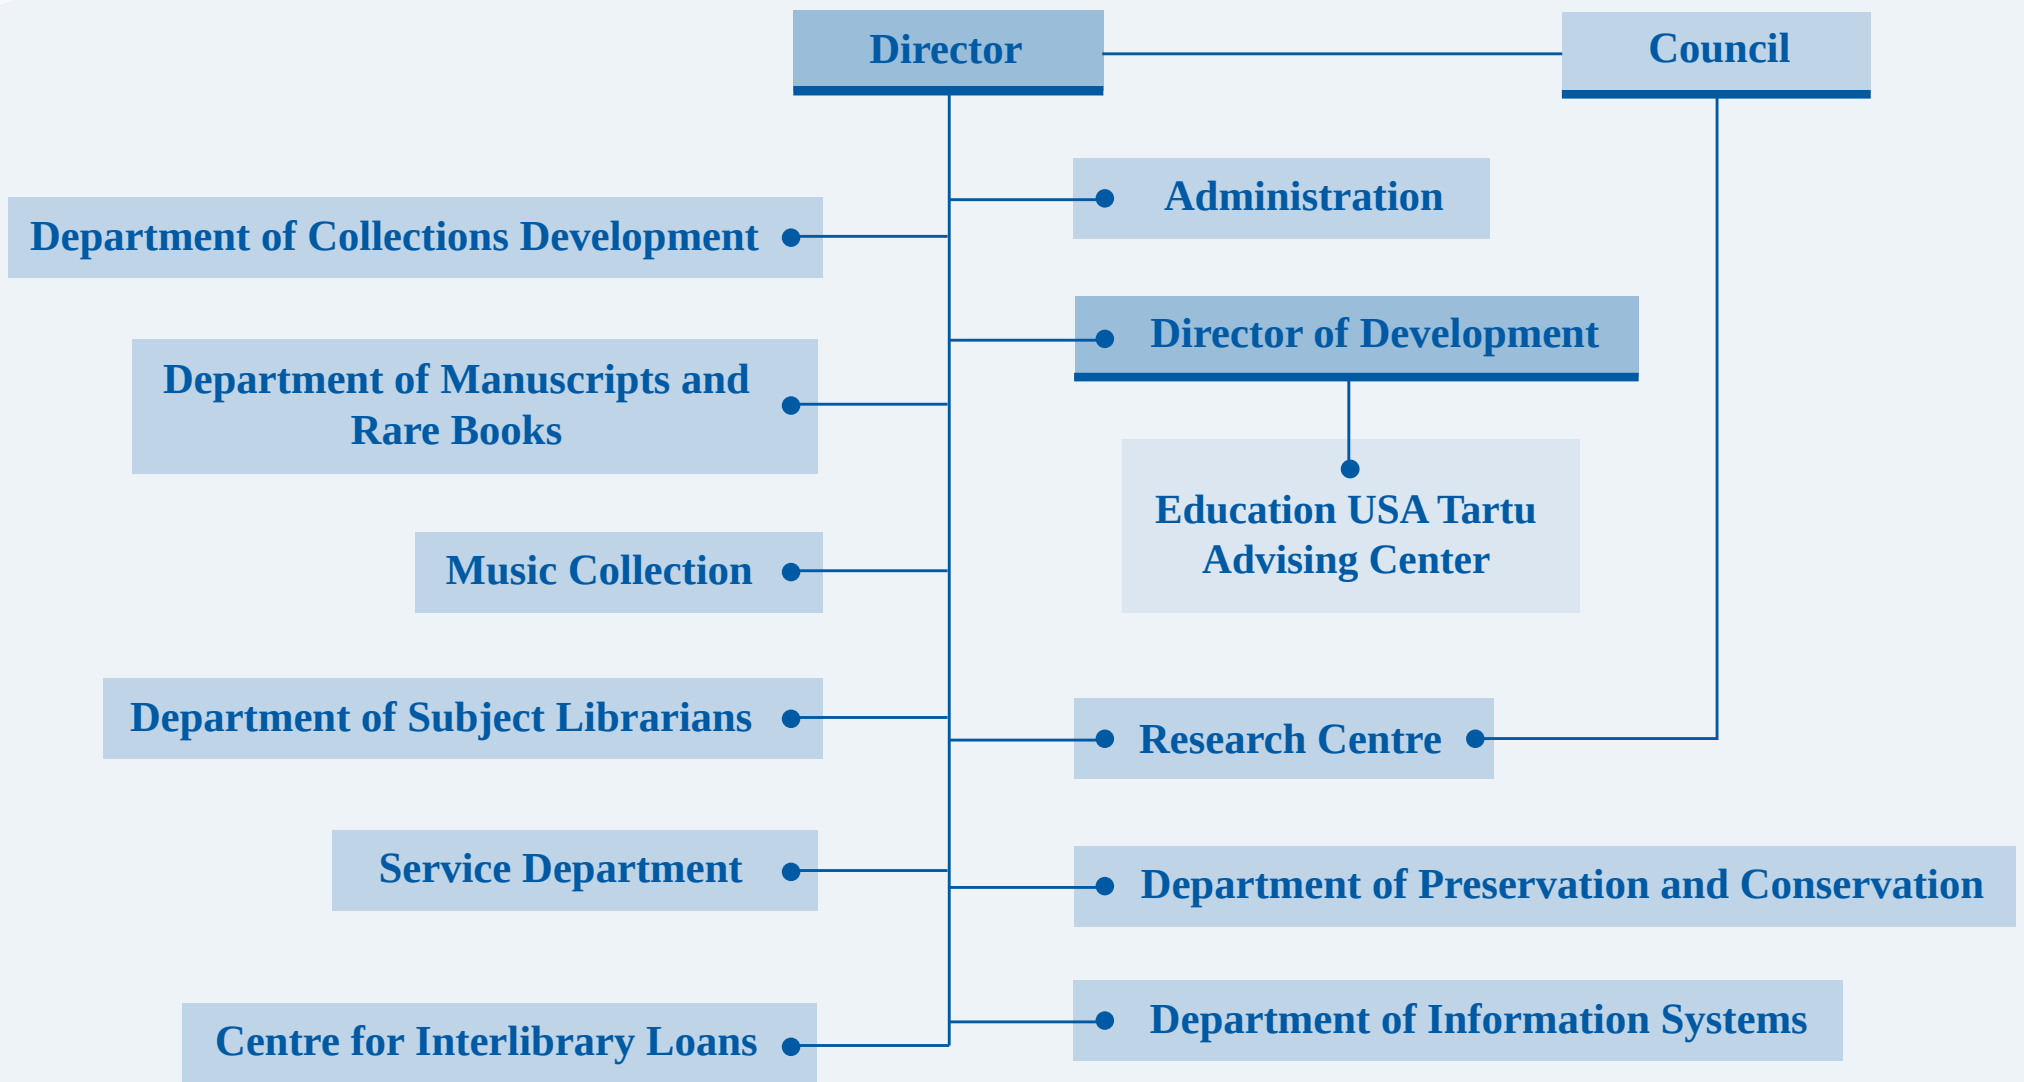 Director
Council
Administration
Department of Collections Development
Director of Development
Department of Manuscripts and
Rare Books
Education USA Tartu
Advising Center
Music Collection
Department of Subject Librarians
Research Centre
Service Department
Department of Preservation and Conservation
Department of Information Systems
Centre for Interlibrary Loans